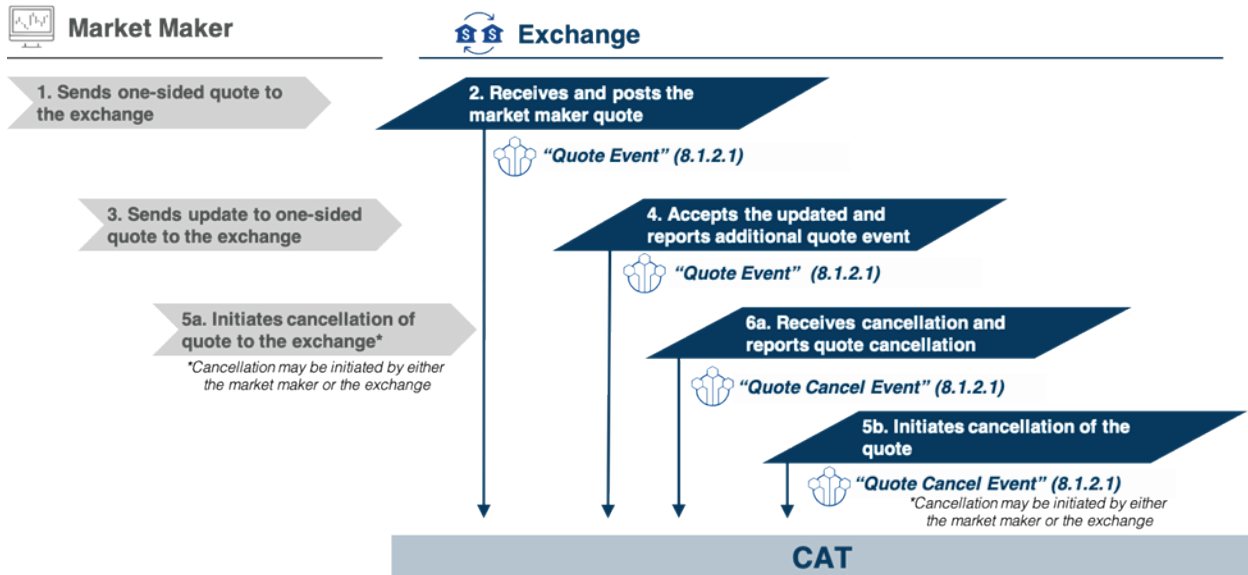 Market Maker
Exchange
1. Sends one-sided quote to
the exchange
2. Receives and posts the
market maker quote
“Quote Event” (8.1.2.1)
3. Sends update to one-sided
quote to the exchange
4. Accepts the updated and
reports additional quote event
“Quote Event” (8.1.2.1)
5a. Initiates cancellation of
quote to the exchange*
*Cancellation may be initiated by either
the market maker or the exchange
6a. Receives cancellation and
reports quote cancellation
“Quote Cancel Event” (8.1.2.1)
5b. Initiates cancellation of the
quote
“Quote Cancel Event” (8.1.2.1)
*Cancellation may be initiated by either
the market maker or the exchange
CAT